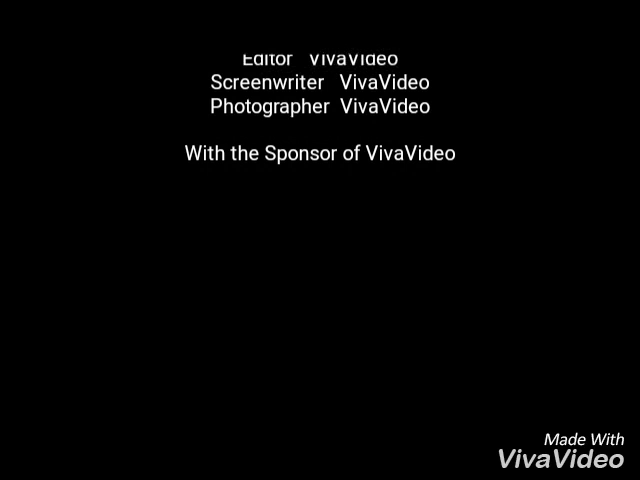 Editor VivaVideo
Screenwriter VivaVideo
Photographer VivaVideo
With the Sponsor of VivaVideo
Made With
VivaVideo